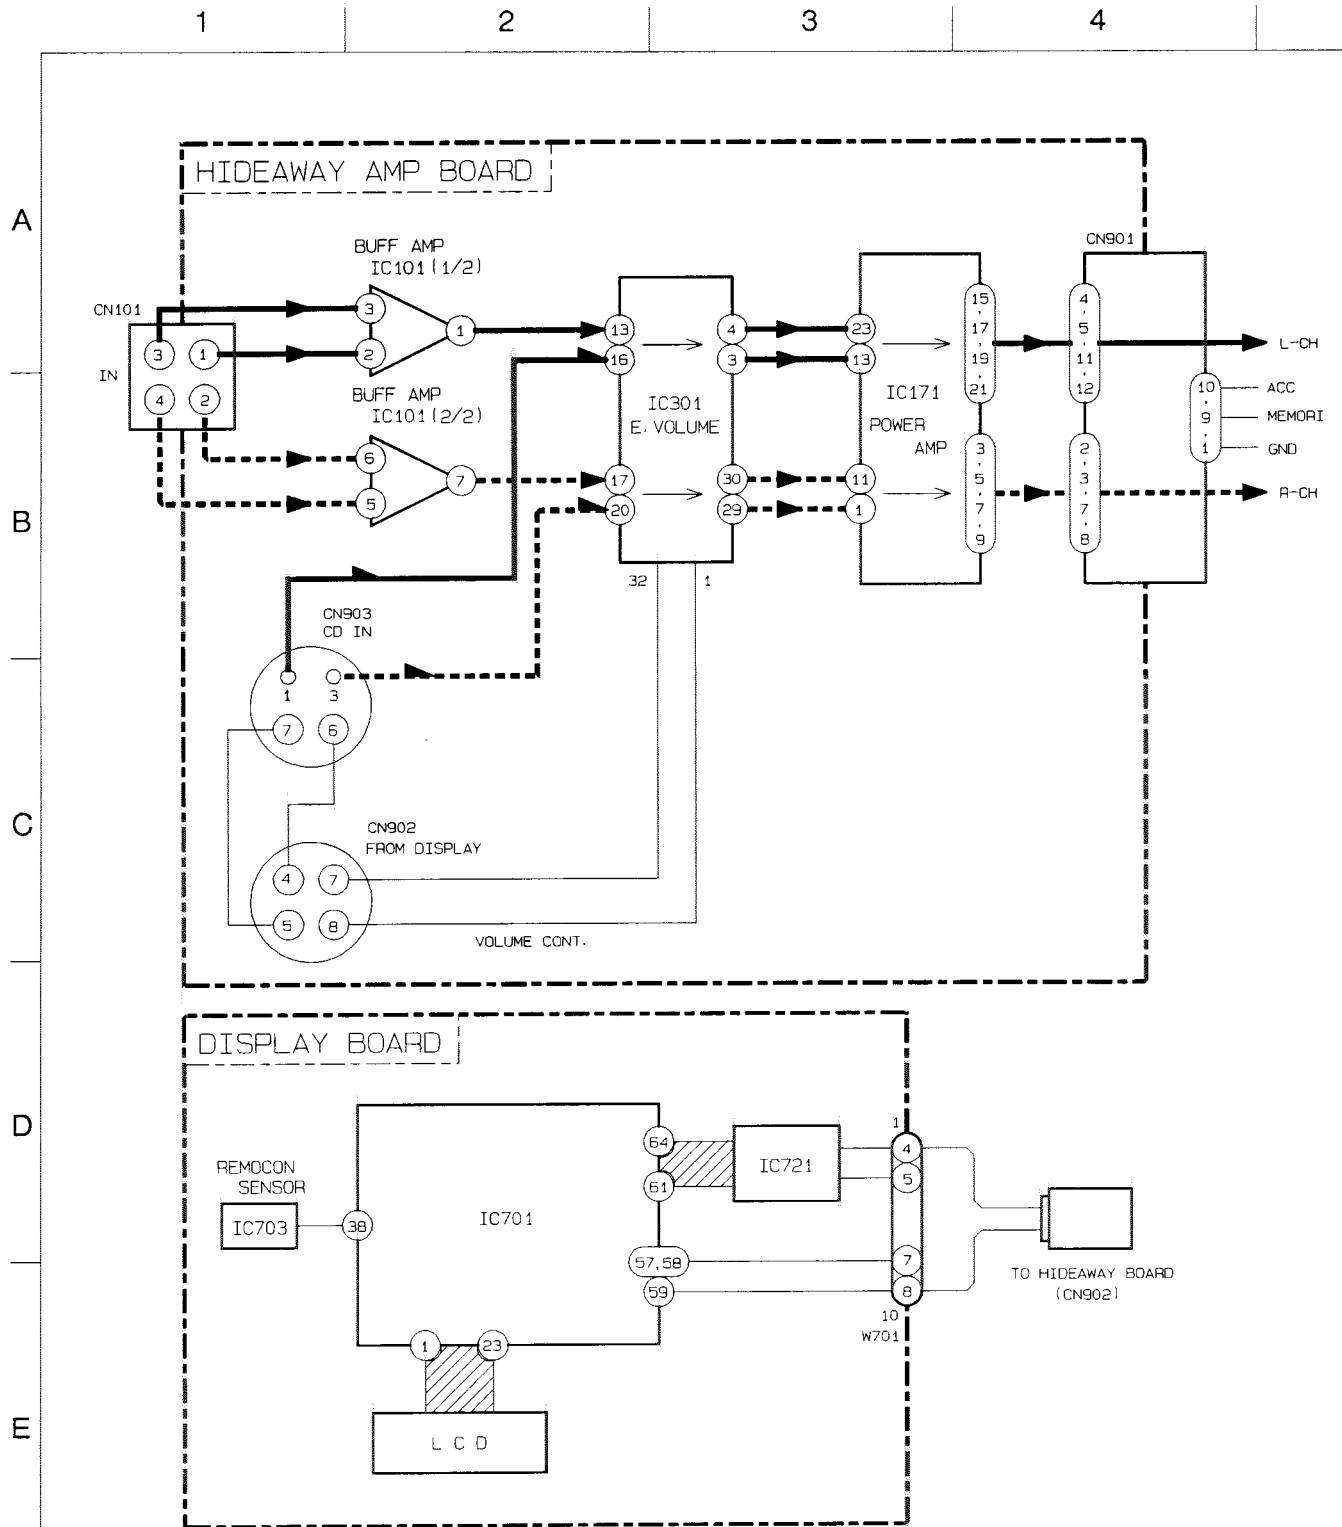 1 2 3 4
A
B
C
D
E
HIDEAWAY AMP BOARD
BUFF AMP
IC101(1/2)
CN101
IN
3 1
4 2
3
2
1
BUFF AMP
IC101(2/2)
6
5
7
13
16
17
20
IC301
E. VOLUME
4
3
30
29
32 1
23
13
11
1
IC171
POWER
AMP
15·17·19·21
3·5·7·9
CN901
4·5·11·12
2·3·7·8
10·9·1
L-CH
ACC
MEMORI
GND
R-CH
CN903
CD IN
1 3
7 6
CN902
FROM DISPLAY
4 7
5 8
VOLUME CONT.
DISPLAY BOARD
REMOCON
SENSOR
IC703
38
IC701
64
61
57,58
59
1 23
L C D
IC721
1
4
5
7
8
10
W701
TO HIDEAWAY BOARD
(CN902)